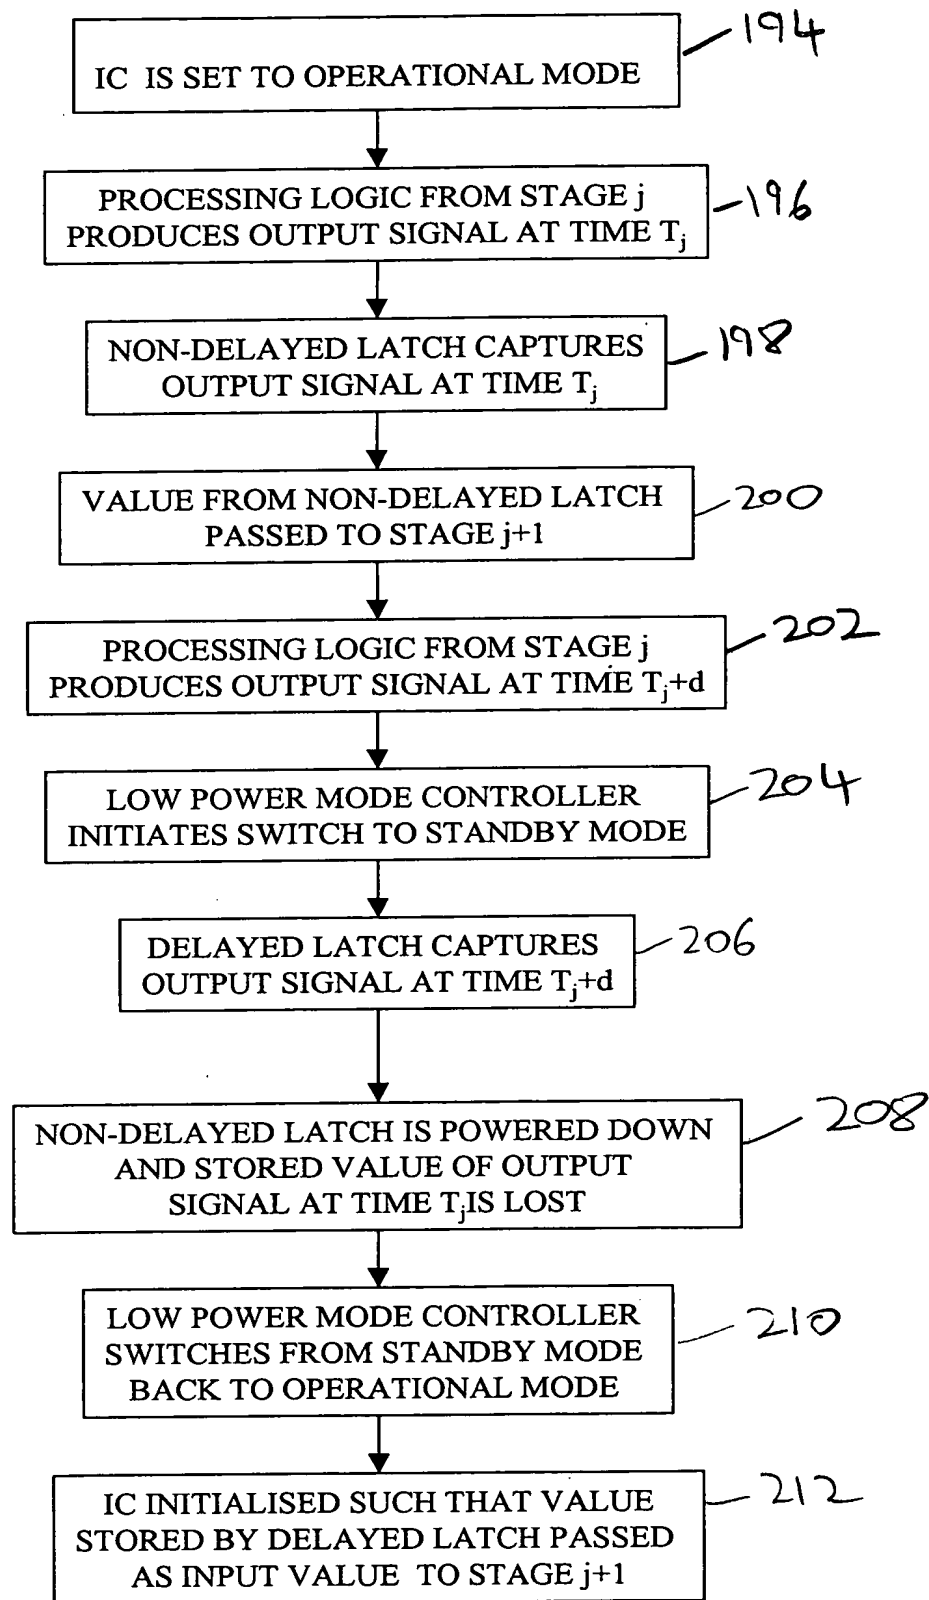 194
IC IS SET TO OPERATIONAL MODE
PROCESSING LOGIC FROM STAGE j
PRODUCES OUTPUT SIGNAL AT TIME Tj
196
NON-DELAYED LATCH CAPTURES
OUTPUT SIGNAL AT TIME Tj
198
VALUE FROM NON-DELAYED LATCH
PASSED TO STAGE j+1
200
PROCESSING LOGIC FROM STAGE j
PRODUCES OUTPUT SIGNAL AT TIME Tj+d
202
LOW POWER MODE CONTROLLER
INITIATES SWITCH TO STANDBY MODE
204
DELAYED LATCH CAPTURES
OUTPUT SIGNAL AT TIME Tj+d
206
NON-DELAYED LATCH IS POWERED DOWN
AND STORED VALUE OF OUTPUT
SIGNAL AT TIME TjIS LOST
208
LOW POWER MODE CONTROLLER
SWITCHES FROM STANDBY MODE
BACK TO OPERATIONAL MODE
210
IC INITIALISED SUCH THAT VALUE
STORED BY DELAYED LATCH PASSED
AS INPUT VALUE TO STAGE j+1
212